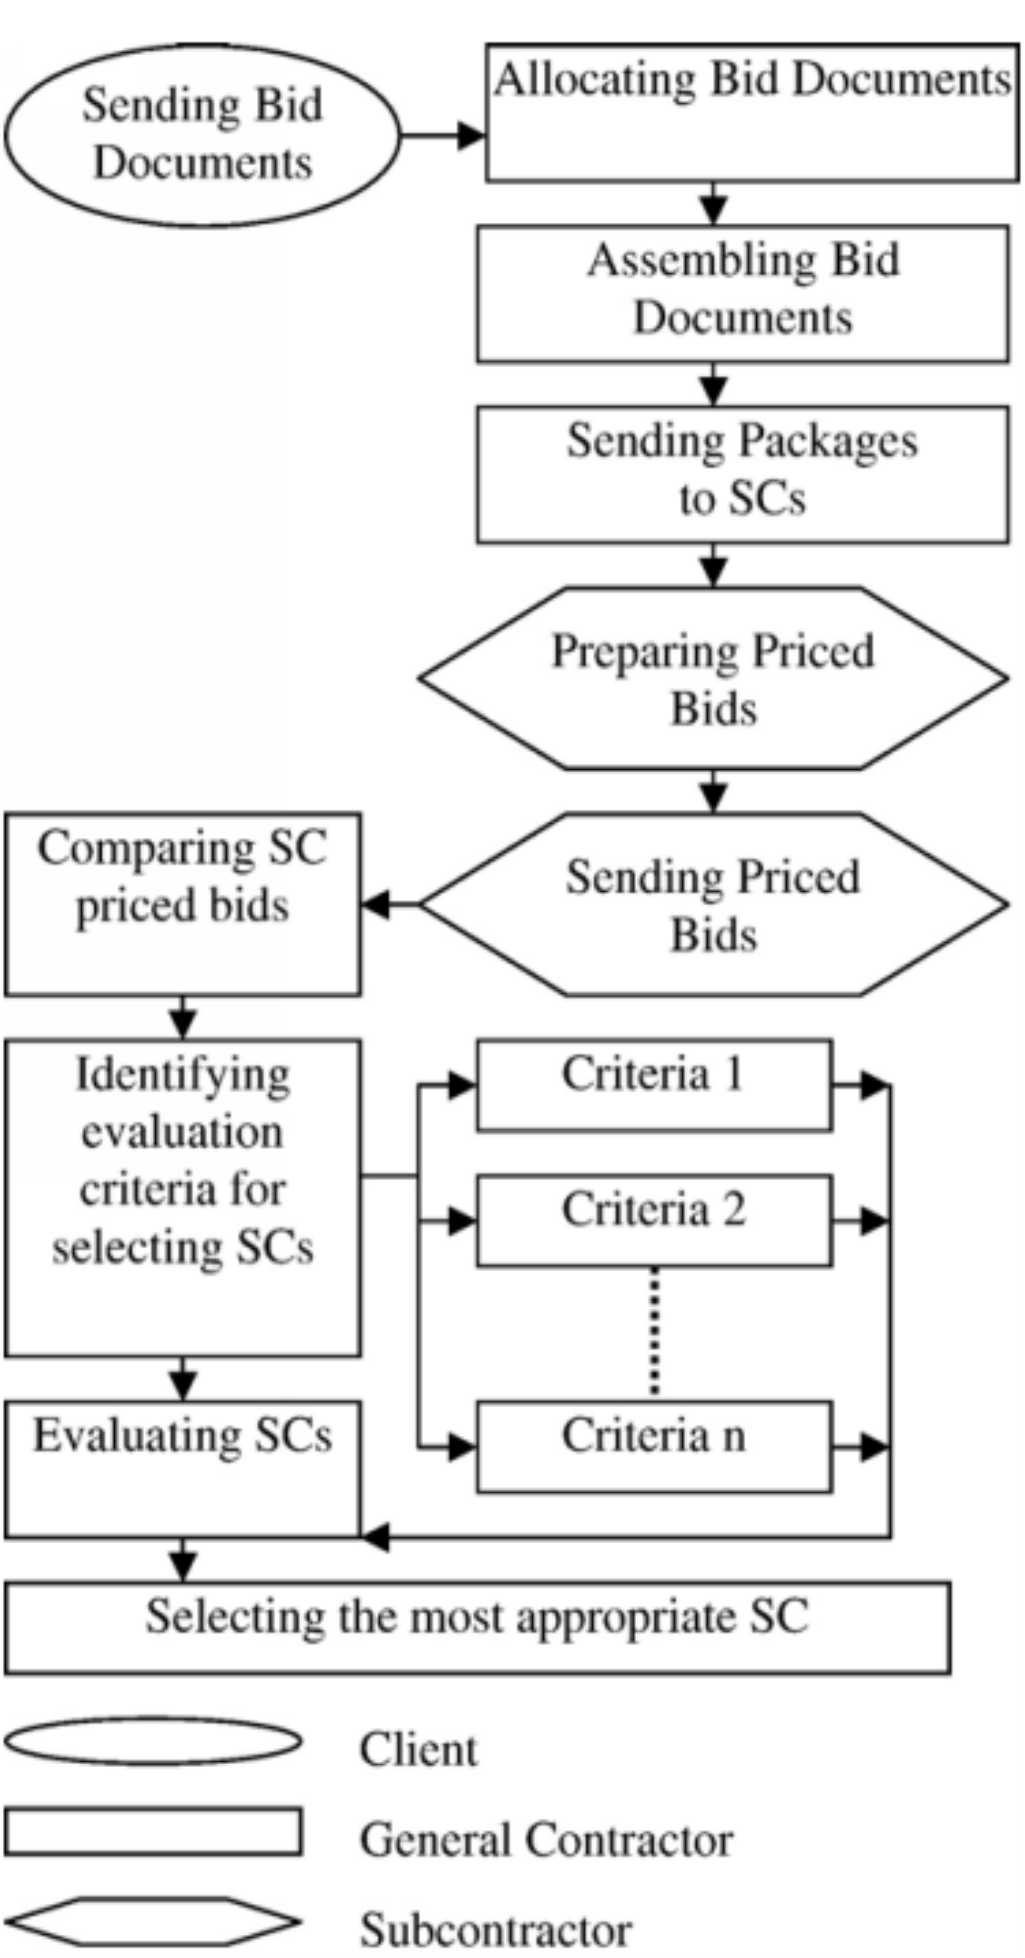 Sending Bid
Documents
Allocating Bid Documents
Assembling Bid
Documents
Sending Packages
to SCs
Preparing Priced
Bids
Sending Priced
Bids
Comparing SC
priced bids
Identifying
evaluation
criteria for
selecting SCs
Criteria 1
Criteria 2
Criteria n
Evaluating SCs
Selecting the most appropriate SC
Client
General Contractor
Subcontractor